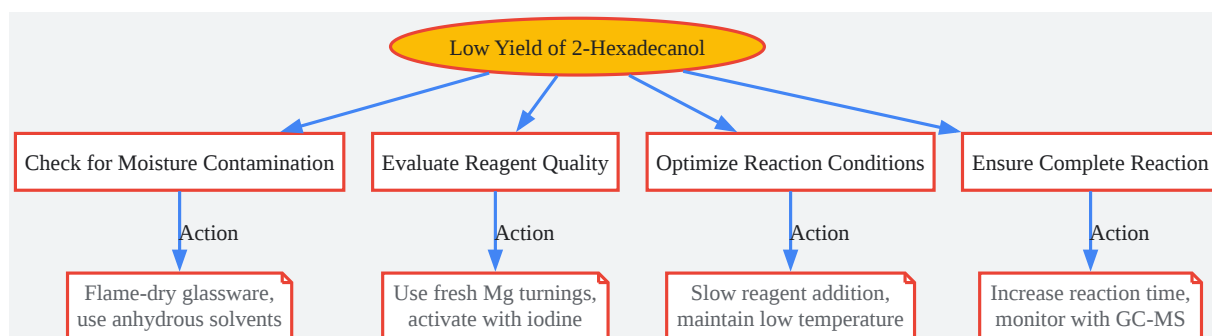 Low Yield of 2-Hexadecanol
Check for Moisture Contamination
Evaluate Reagent Quality
Optimize Reaction Conditions
Ensure Complete Reaction
Action
Action
Action
Action
Flame-dry glassware,
use anhydrous solvents
Use fresh Mg turnings,
activate with iodine
Slow reagent addition,
maintain low temperature
Increase reaction time,
monitor with GC-MS